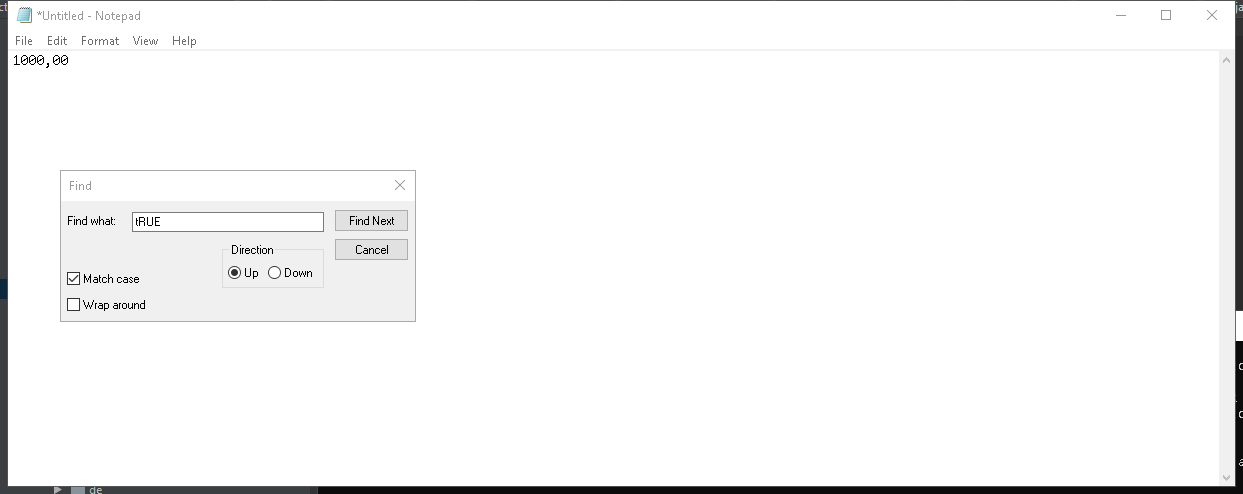 *Untitled - Notepad
File Edit Format View Help
1000,00
Find
Find what: tRUE Find Next
Direction Cancel
Up Down
Match case
Wrap around
de